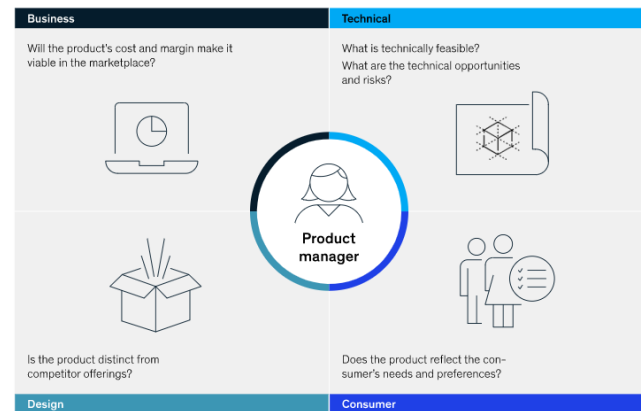 Business
Technical
Will the product's cost and margin make it
viable in the marketplace?
What is technically feasible?
What are the technical opportunities
and risks?
Product
manager
Is the product distinct from
competitor offerings?
Does the product reflect the con-
sumer's needs and preferences?
Design
Consumer